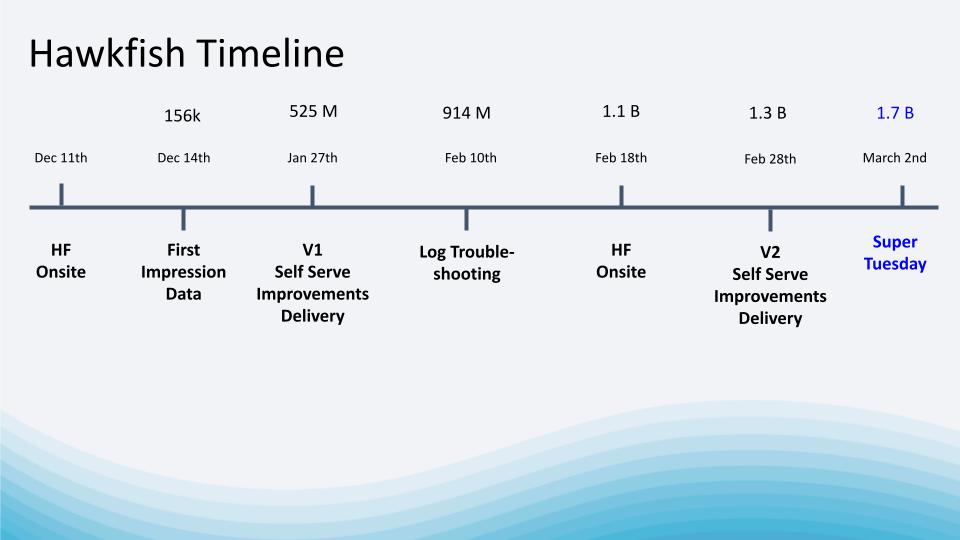 Hawkfish Timeline
156k
525 M
914 M
1.1 B
1.3 B
1.7 B
Dec 11th
Dec 14th
Jan 27th
Feb 10th
Feb 18th
Feb 28th
March 2nd
HF
Onsite
First
Impression
Data
V1
Self Serve
Improvements
Delivery
Log Trouble-
shooting
HF
Onsite
V2
Self Serve
Improvements
Delivery
Super
Tuesday